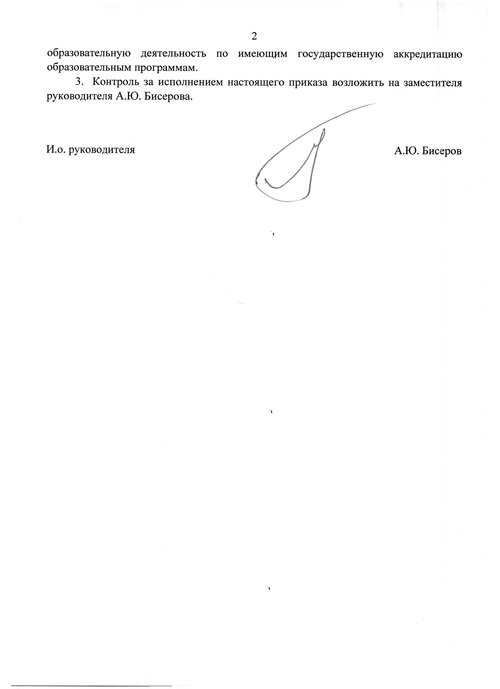 2
образовательную деятельность по имеющим государственную аккредитацию
образовательным программам.
3. Контроль за исполнением настоящего приказа возложить на заместителя
руководителя А.Ю. Бисерова.
И.о. руководителя А.Ю. Бисеров